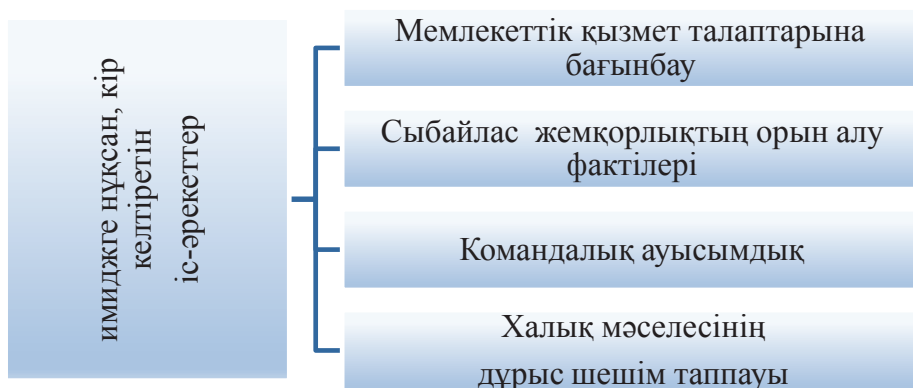 имиджге нұқсан, кір
келтіретін
іс-әрекеттер
Мемлекеттік қызмет талаптарына
бағынбау
Сыбайлас жемқорлықтың орын алу
фактілері
Командалық ауысымдық
Халық мәселесінің
дұрыс шешім таппауы